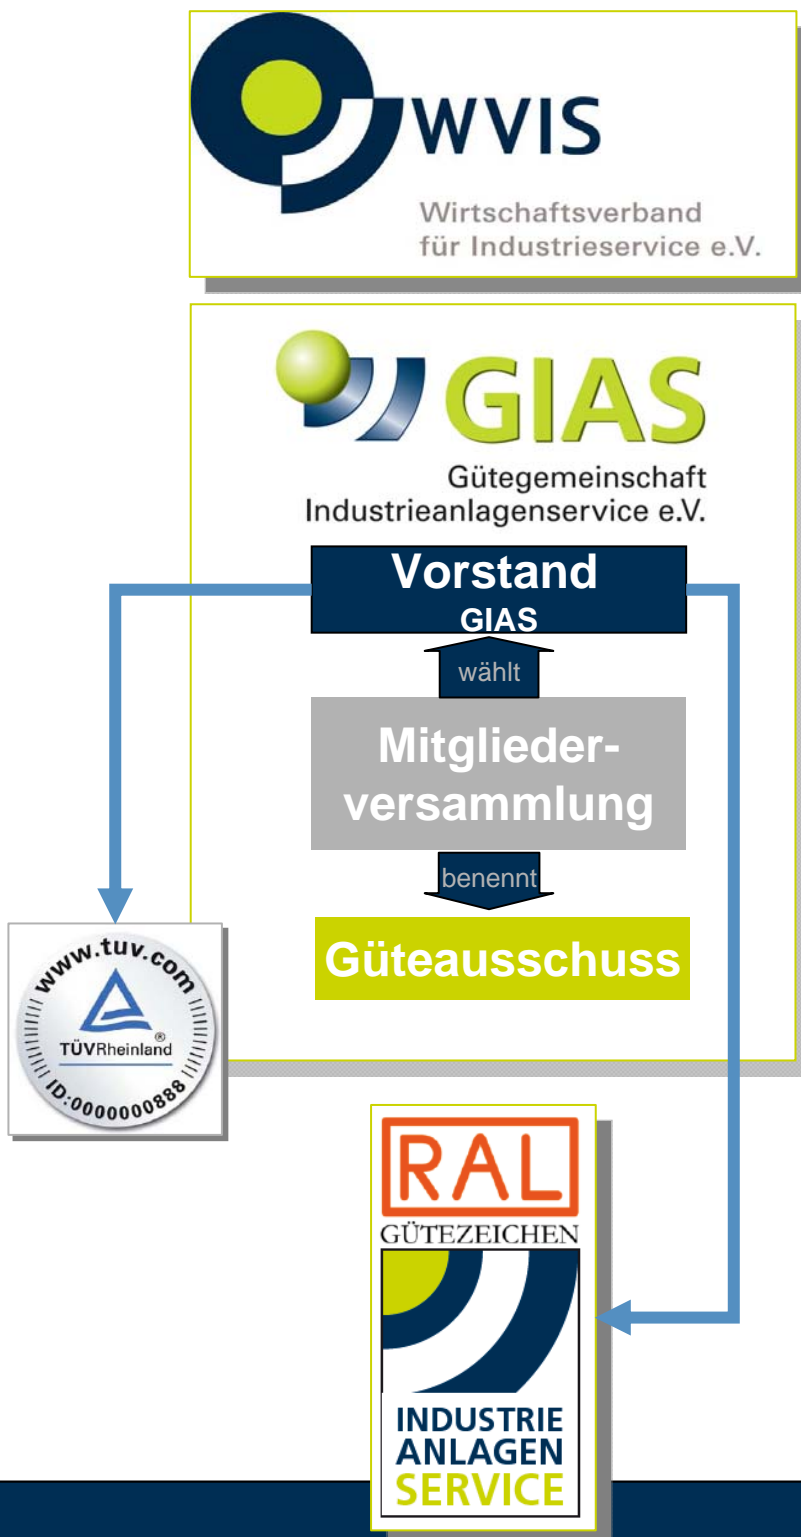 WVIS
Wirtschaftsverband
für Industrieservice e.V.
GIAS
Gütegemeinschaft
Industrieanlagenservice e.V.
Vorstand
GIAS
wählt
Mitglieder-
versammlung
benennt
Güteausschuss
www.tuv.com
TÜVRheinland
®
ID:0000000888
RAL
GÜTEZEICHEN
INDUSTRIE
ANLAGEN
SERVICE